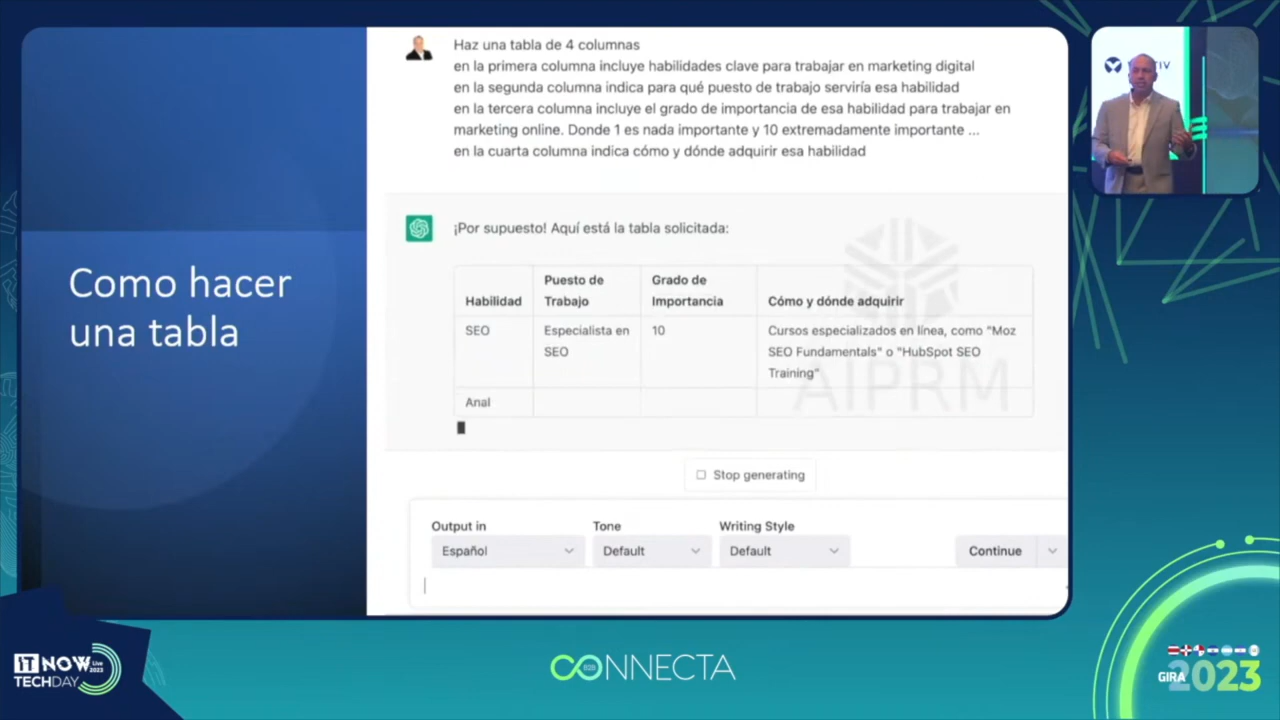 Como hacer
una tabla
Haz una tabla de 4 columnas
en la primera columna incluye habilidades clave para trabajar en marketing digital
en la segunda columna indica para qué puesto de trabajo serviría esa habilidad
en la tercera columna incluye el grado de importancia de esa habilidad para trabajar en
marketing online. Donde 1 es nada importante y 10 extremadamente importante ...
en la cuarta columna indica cómo y dónde adquirir esa habilidad
¡Por supuesto! Aquí está la tabla solicitada:
Habilidad
Puesto de
Trabajo
Grado de
Importancia
Cómo y dónde adquirir
SEO
Especialista en
SEO
10
Cursos especializados en línea, como "Moz
SEO Fundamentals" o "HubSpot SEO
Training"
Anal
AIPRM
Stop generating
Output in
Español
Tone
Default
Writing Style
Default
Continue
IT NOW Live 2023
TECHDAY
B2B
CONNECTA
GIRA 2023